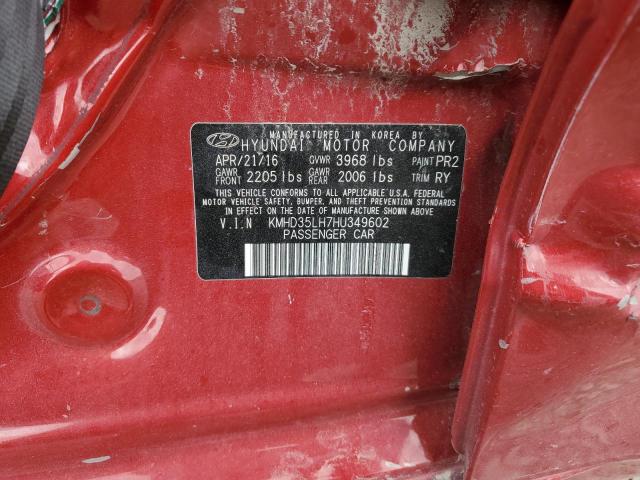 MANUFACTURED IN KOREA BY
HYUNDAI MOTOR COMPANY
APR/21/16 GVWR 3968 lbs PAINT PR2
GAWR FRONT 2205 lbs GAWR REAR 2006 lbs TRIM RY
THIS VEHICLE CONFORMS TO ALL APPLICABLE U.S.A. FEDERAL
MOTOR VEHICLE SAFETY, BUMPER, AND THEFT PREVENTION STANDARDS
IN EFFECT ON THE DATE OF MANUFACTURE SHOWN ABOVE.
V.I.N KMHD35LH7HU349602
PASSENGER CAR